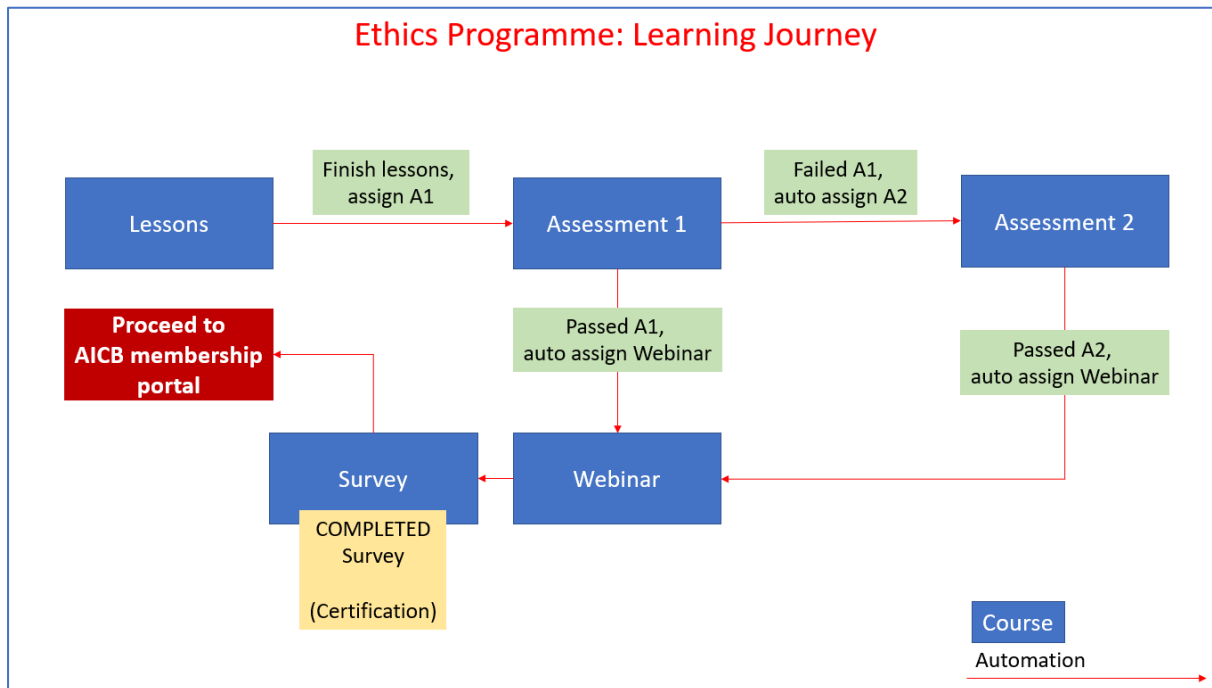 Ethics Programme: Learning Journey
Lessons
Finish lessons,
assign A1
Assessment 1
Failed A1,
auto assign A2
Assessment 2
Proceed to
AICB membership
portal
Passed A1,
auto assign Webinar
Passed A2,
auto assign Webinar
Survey
Webinar
COMPLETED
Survey
(Certification)
Course
Automation